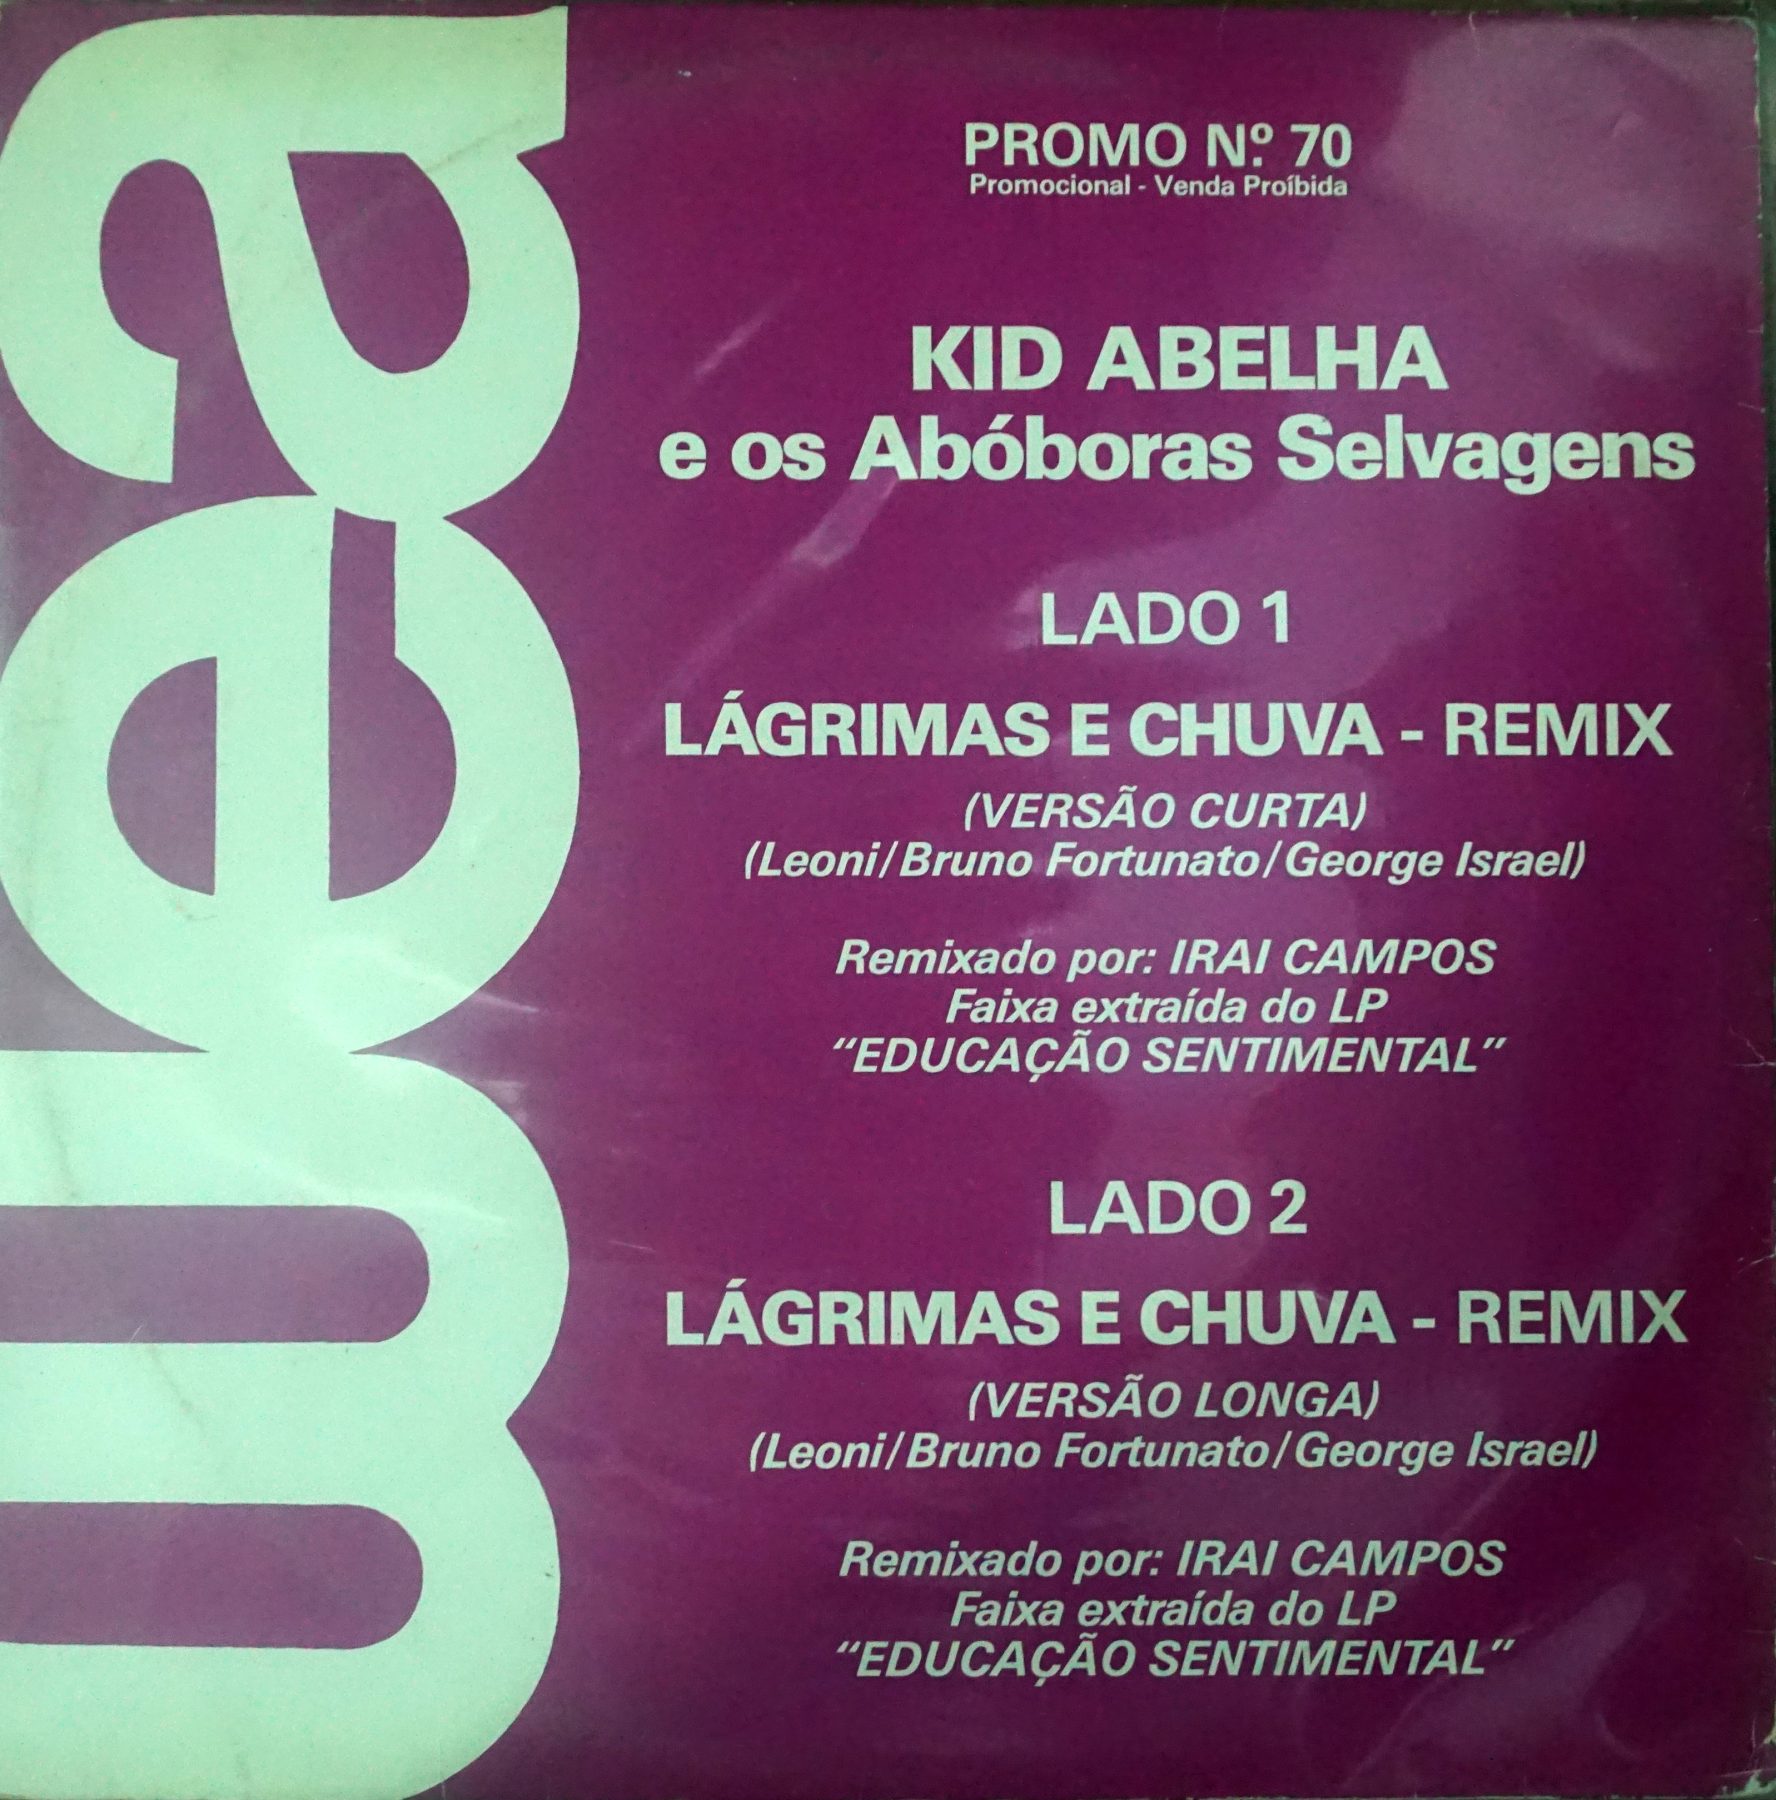 wea
PROMO N.º 70
Promocional - Venda Proíbida
KID ABELHA
e os Abóboras Selvagens
LADO 1
LÁGRIMAS E CHUVA - REMIX
(VERSÃO CURTA)
(Leoni/Bruno Fortunato/George Israel)
Remixado por: IRAI CAMPOS
Faixa extraída do LP
“EDUCAÇÃO SENTIMENTAL”
LADO 2
LÁGRIMAS E CHUVA - REMIX
(VERSÃO LONGA)
(Leoni/Bruno Fortunato/George Israel)
Remixado por: IRAI CAMPOS
Faixa extraída do LP
“EDUCAÇÃO SENTIMENTAL”